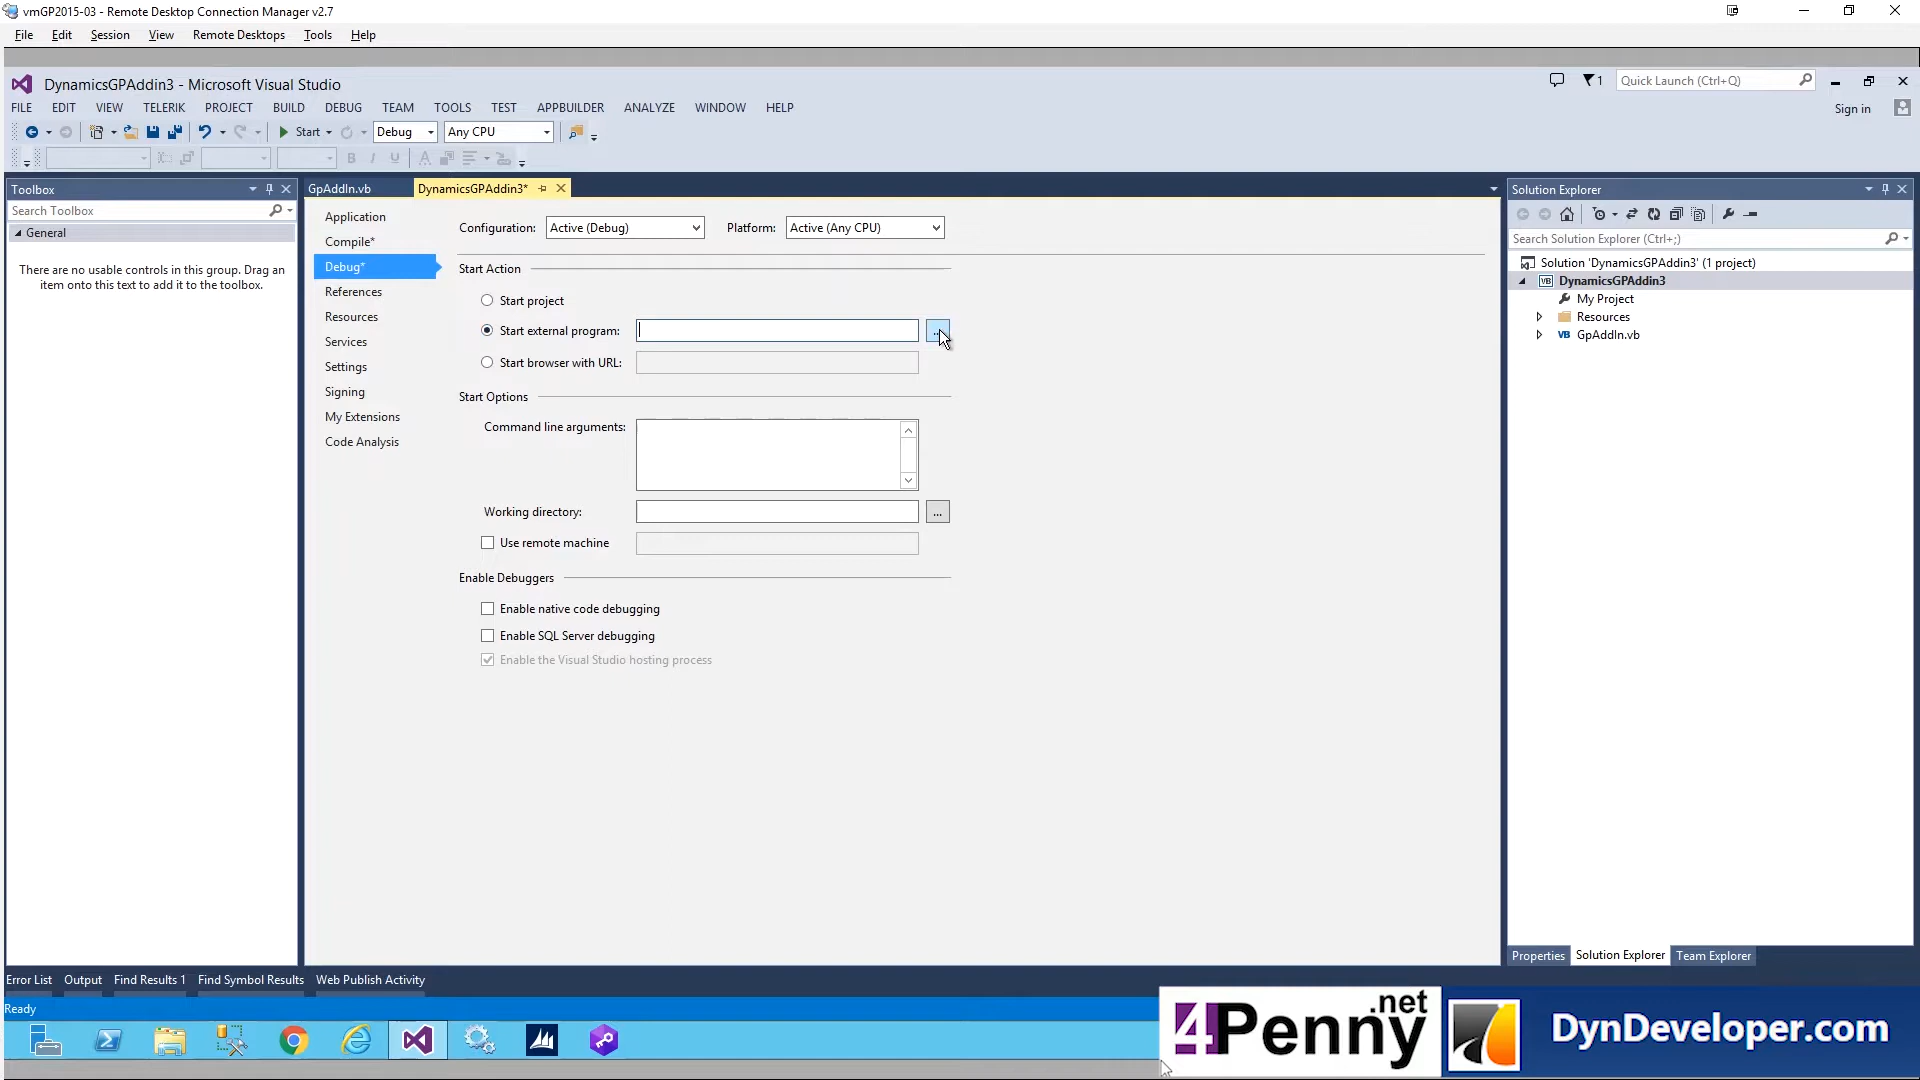 vmGP2015-03 - Remote Desktop Connection Manager v2.7
File Edit Session View Remote Desktops Tools Help
DynamicsGPAddin3 - Microsoft Visual Studio
1 Quick Launch (Ctrl+Q)
FILE EDIT VIEW TELERIK PROJECT BUILD DEBUG TEAM TOOLS TEST APPBUILDER ANALYZE WINDOW HELP
Sign in
Start Debug Any CPU
B I U A
Toolbox
Search Toolbox
General
There are no usable controls in this group. Drag an
item onto this text to add it to the toolbox.
GpAddIn.vb DynamicsGPAddin3*
Application
Compile*
Debug*
References
Resources
Services
Settings
Signing
My Extensions
Code Analysis
Configuration: Active (Debug) Platform: Active (Any CPU)
Start Action
Start project
Start external program: ...
Start browser with URL:
Start Options
Command line arguments:
Working directory: ...
Use remote machine
Enable Debuggers
Enable native code debugging
Enable SQL Server debugging
Enable the Visual Studio hosting process
Solution Explorer
Search Solution Explorer (Ctrl+;)
Solution 'DynamicsGPAddin3' (1 project)
VB DynamicsGPAddin3
My Project
Resources
VB GpAddIn.vb
Properties Solution Explorer Team Explorer
Error List Output Find Results 1 Find Symbol Results Web Publish Activity
Ready
4Penny.net
DynDeveloper.com